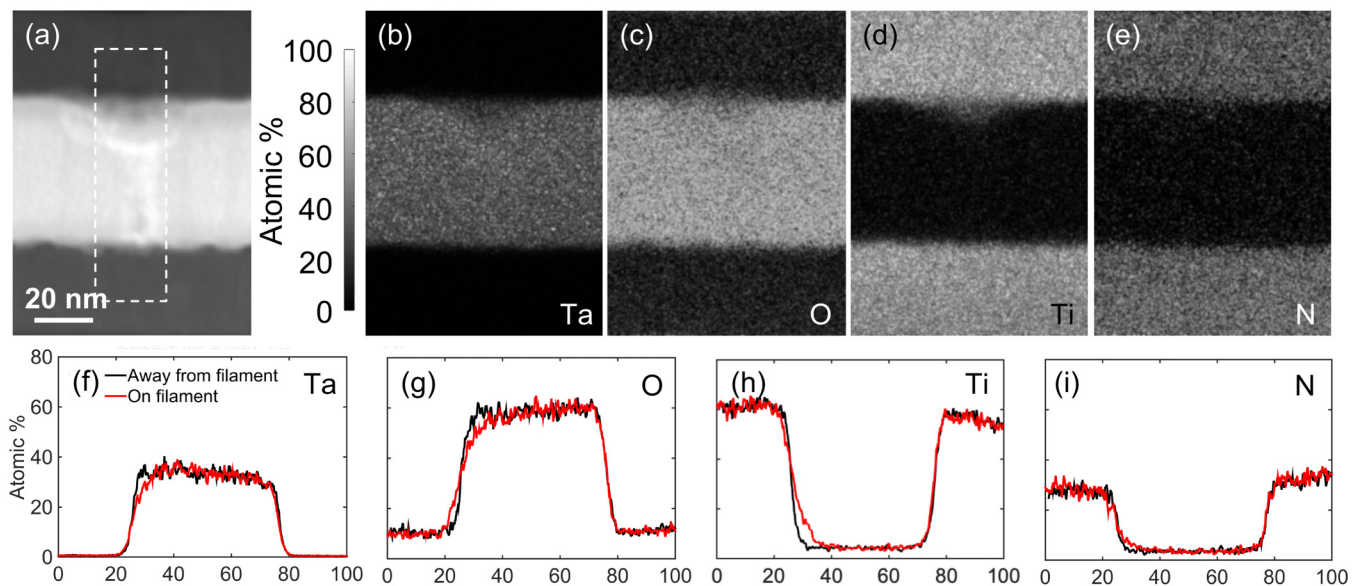 (a)
20 nm
100
80
60
40
20
0
Atomic %
(b)
Ta
(c)
O
(d)
Ti
(e)
N
80
60
40
20
0
Atomic %
(f)
Away from filament
On filament
Ta
0 20 40 60 80 100
(g)
O
0 20 40 60 80 100
(h)
Ti
0 20 40 60 80 100
(i)
N
0 20 40 60 80 100